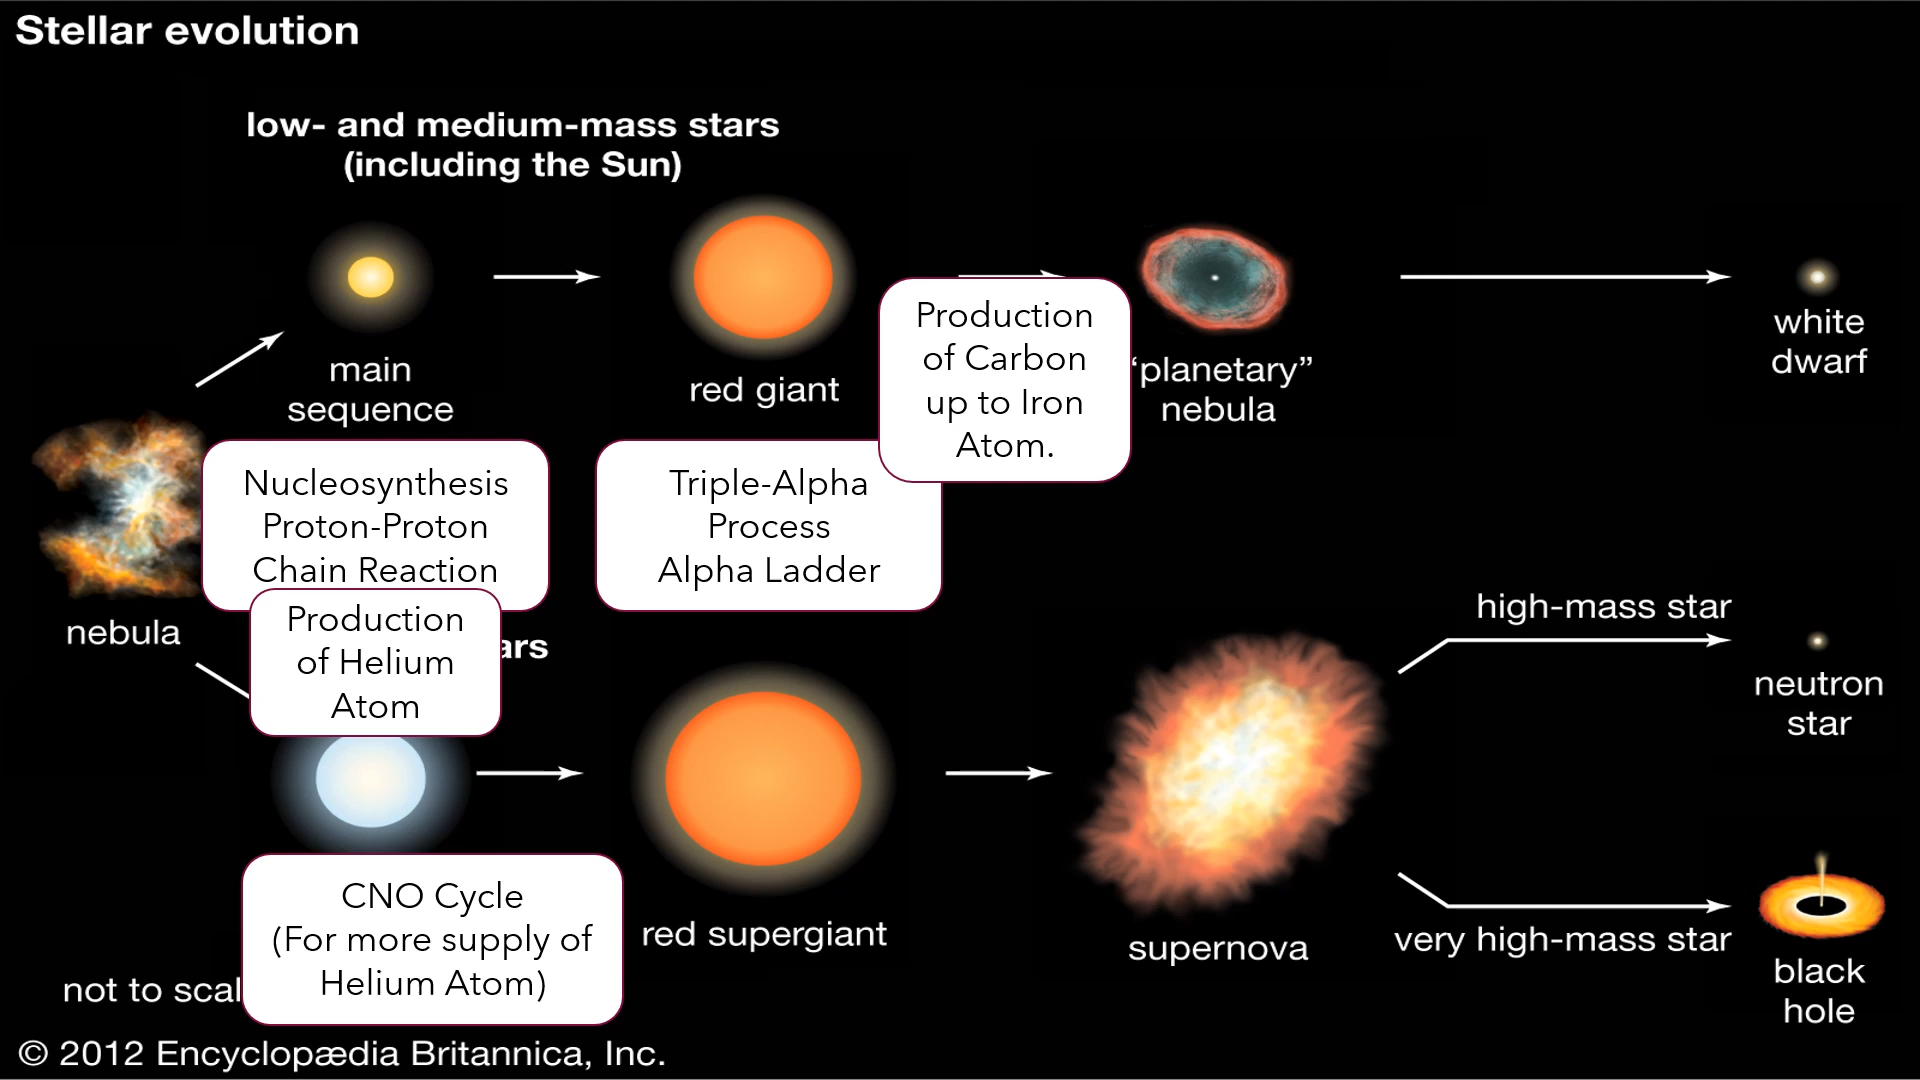 Stellar evolution
low- and medium-mass stars
(including the Sun)
main
sequence
red giant
Production
of Carbon
up to Iron
Atom.
“planetary”
nebula
white
dwarf
nebula
Nucleosynthesis
Proton-Proton
Chain Reaction
Triple-Alpha
Process
Alpha Ladder
Production
of Helium
Atom
ars
high-mass star
neutron
star
CNO Cycle
(For more supply of
Helium Atom)
red supergiant
supernova
very high-mass star
black
hole
not to scal
© 2012 Encyclopædia Britannica, Inc.